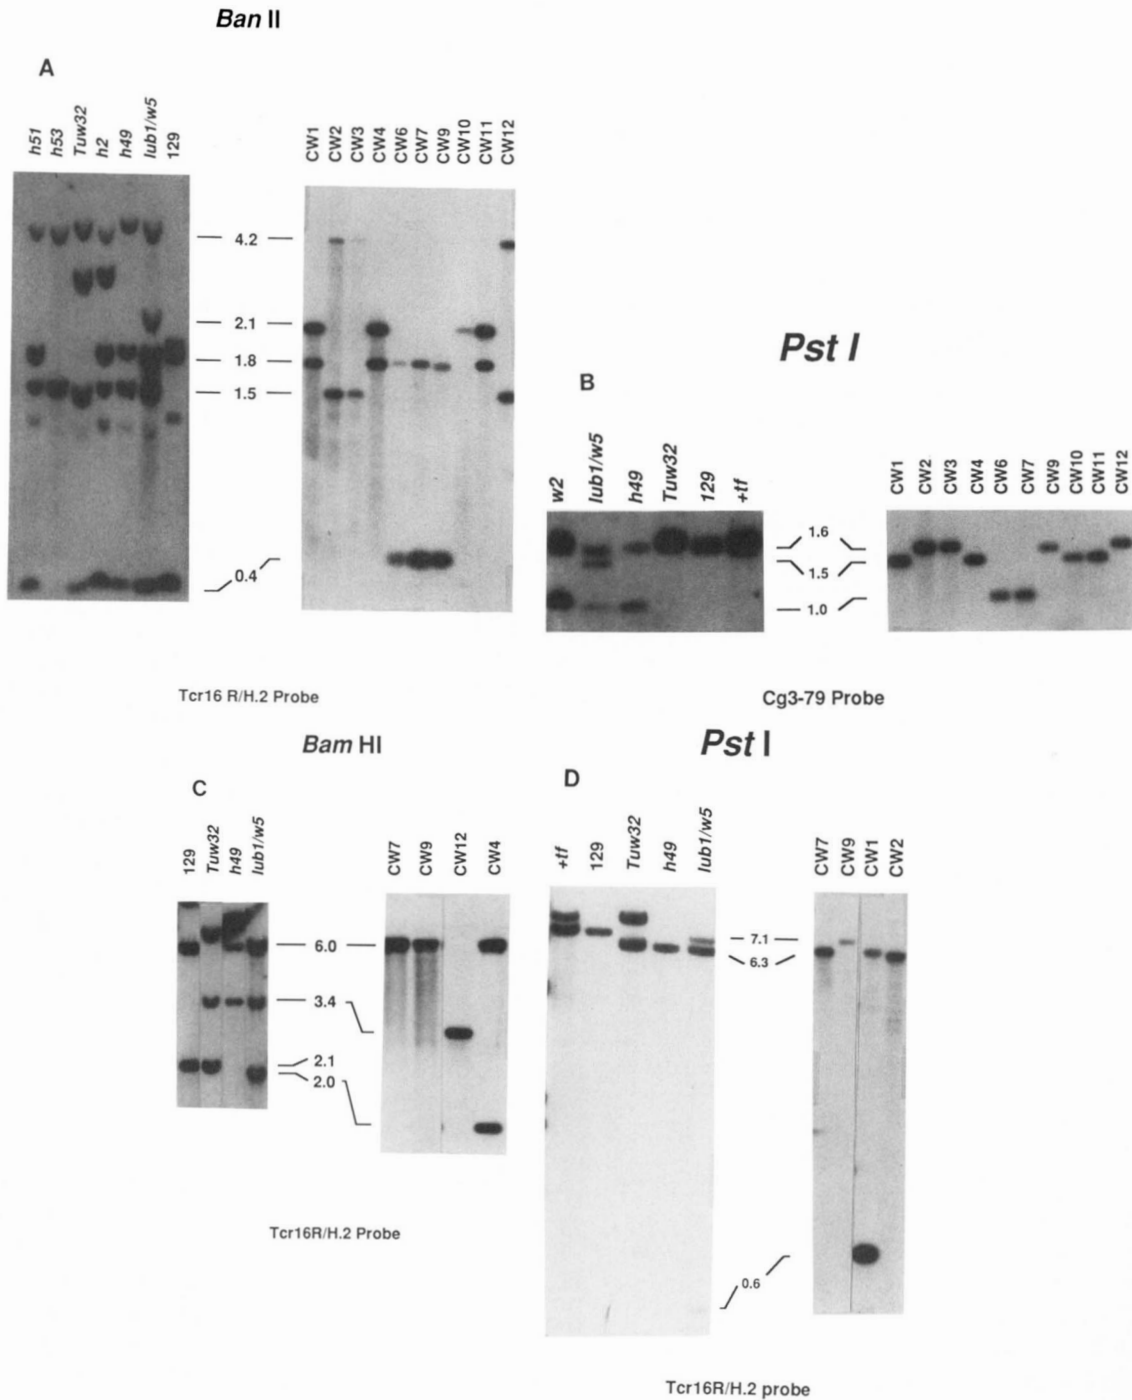 Ban II
A
h51 h53 Tuw32 h2 h49 lub1/w5 129
CW1 CW2 CW3 CW4 CW6 CW7 CW9 CW10 CW11 CW12
4.2
2.1
1.8
1.5
0.4
Tcr16 R/H.2 Probe
Pst I
B
w2 lub1/w5 h49 Tuw32 129 +tf
CW1 CW2 CW3 CW4 CW6 CW7 CW9 CW10 CW11 CW12
1.6
1.5
1.0
Cg3-79 Probe
Bam HI
C
129 Tuw32 h49 lub1/w5
CW7 CW9 CW12 CW4
6.0
3.4
2.1
2.0
Tcr16R/H.2 Probe
Pst I
D
+tf 129 Tuw32 h49 lub1/w5
CW7 CW9 CW1 CW2
7.1
6.3
0.6
Tcr16R/H.2 probe